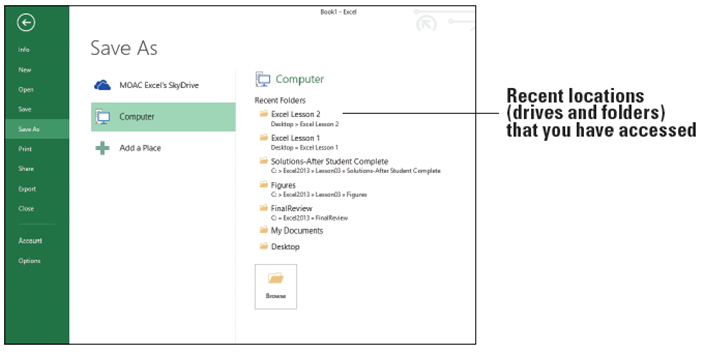 Book1 - Excel
Info
New
Open
Save
Save As
Print
Share
Export
Close
Account
Options
Save As
MOAC Excel's SkyDrive
Computer
Add a Place
Computer
Recent Folders
Excel Lesson 2
Desktop » Excel Lesson 2
Excel Lesson 1
Desktop » Excel Lesson 1
Solutions-After Student Complete
C: » Excel2013 » Lesson03 » Solutions-After Student Complete
Figures
C: » Excel2013 » Lesson03 » Figures
FinalReview
C: » Excel2013 » FinalReview
My Documents
Desktop
Browse
Recent locations
(drives and folders)
that you have accessed